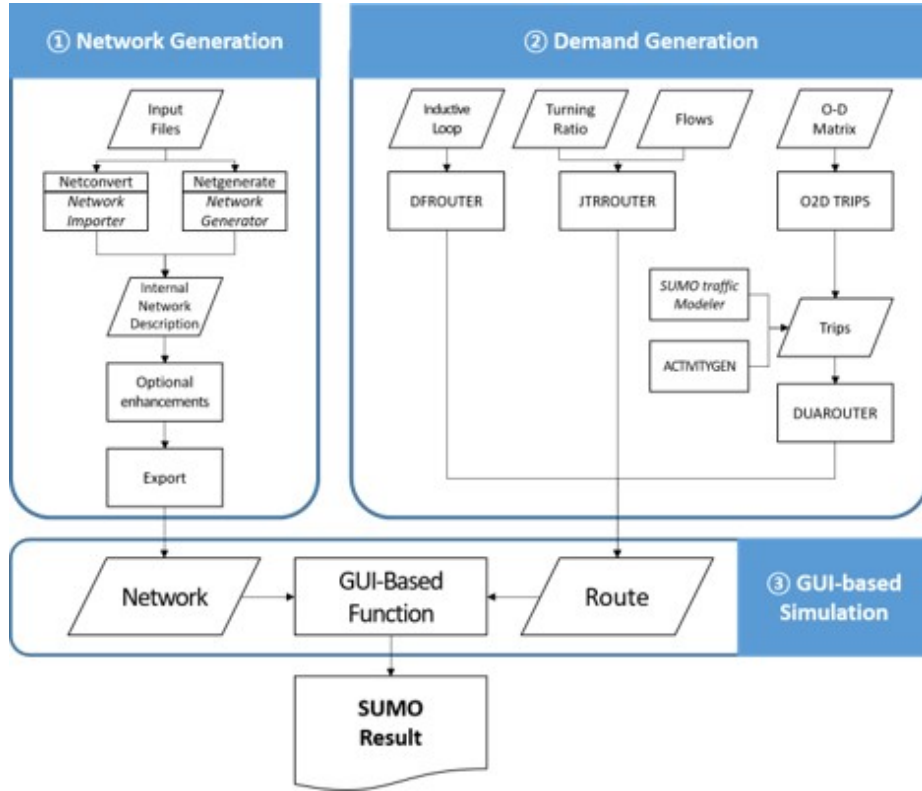 ① Network Generation
Input
Files
Netconvert
Network
Importer
Netgenerate
Network
Generator
Internal
Network
Description
Optional
enhancements
Export
② Demand Generation
Inductive
Loop
Turning
Ratio
Flows
O-D
Matrix
DFROUTER
JTRROUTER
O2D TRIPS
SUMO traffic
Modeler
Trips
ACTIVITYGEN
DUAROUTER
Network
GUI-Based
Function
Route
③ GUI-based
Simulation
SUMO
Result